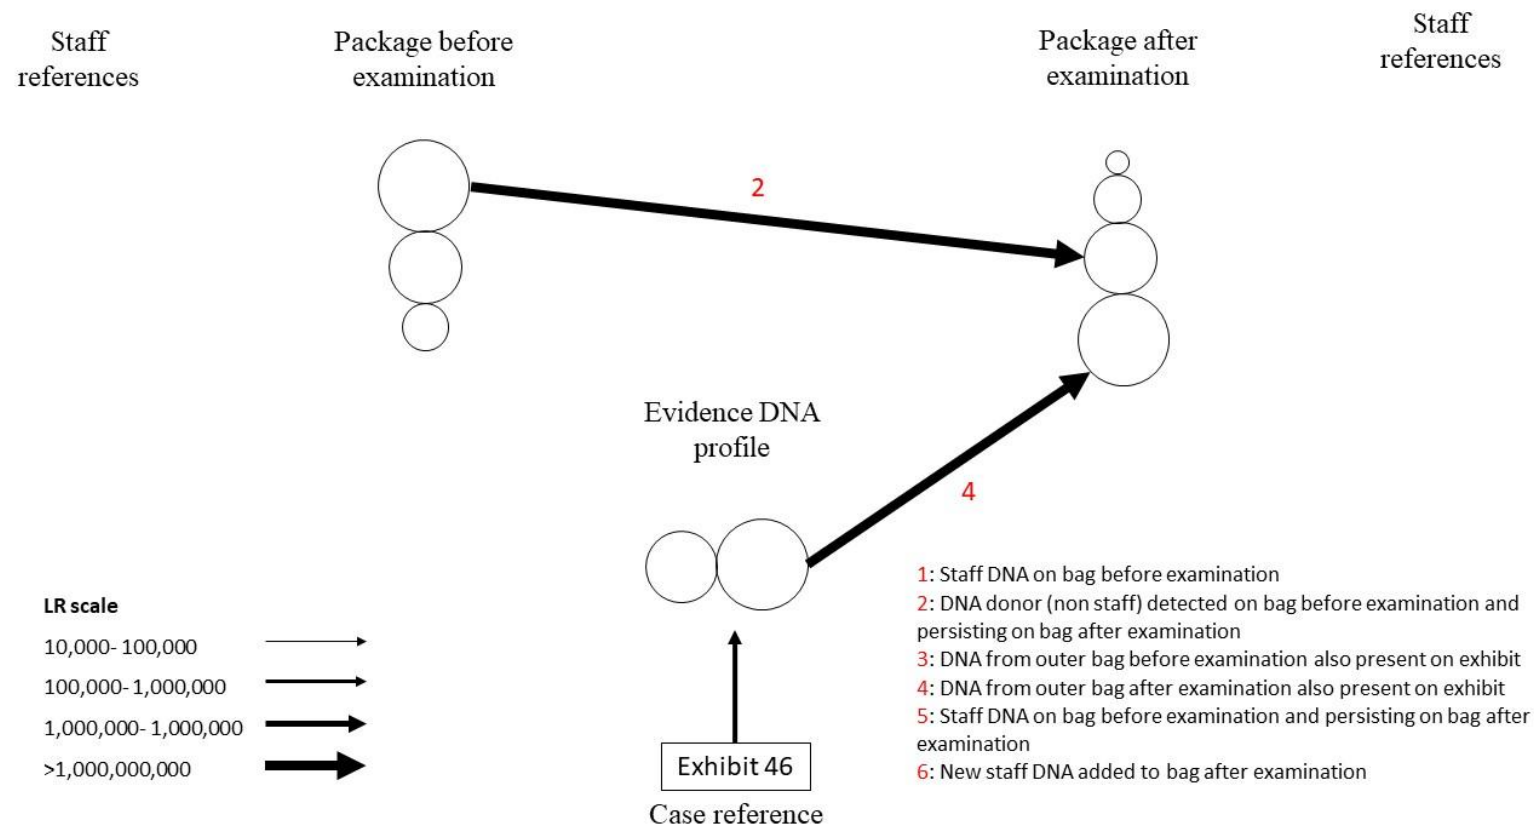 Staff
references
Package before
examination
Package after
examination
Staff
references
2
Evidence DNA
profile
4
LR scale
10,000- 100,000
100,000- 1,000,000
1,000,000- 1,000,000
>1,000,000,000
Exhibit 46
Case reference
1: Staff DNA on bag before examination
2: DNA donor (non staff) detected on bag before examination and
persisting on bag after examination
3: DNA from outer bag before examination also present on exhibit
4: DNA from outer bag after examination also present on exhibit
5: Staff DNA on bag before examination and persisting on bag after
examination
6: New staff DNA added to bag after examination